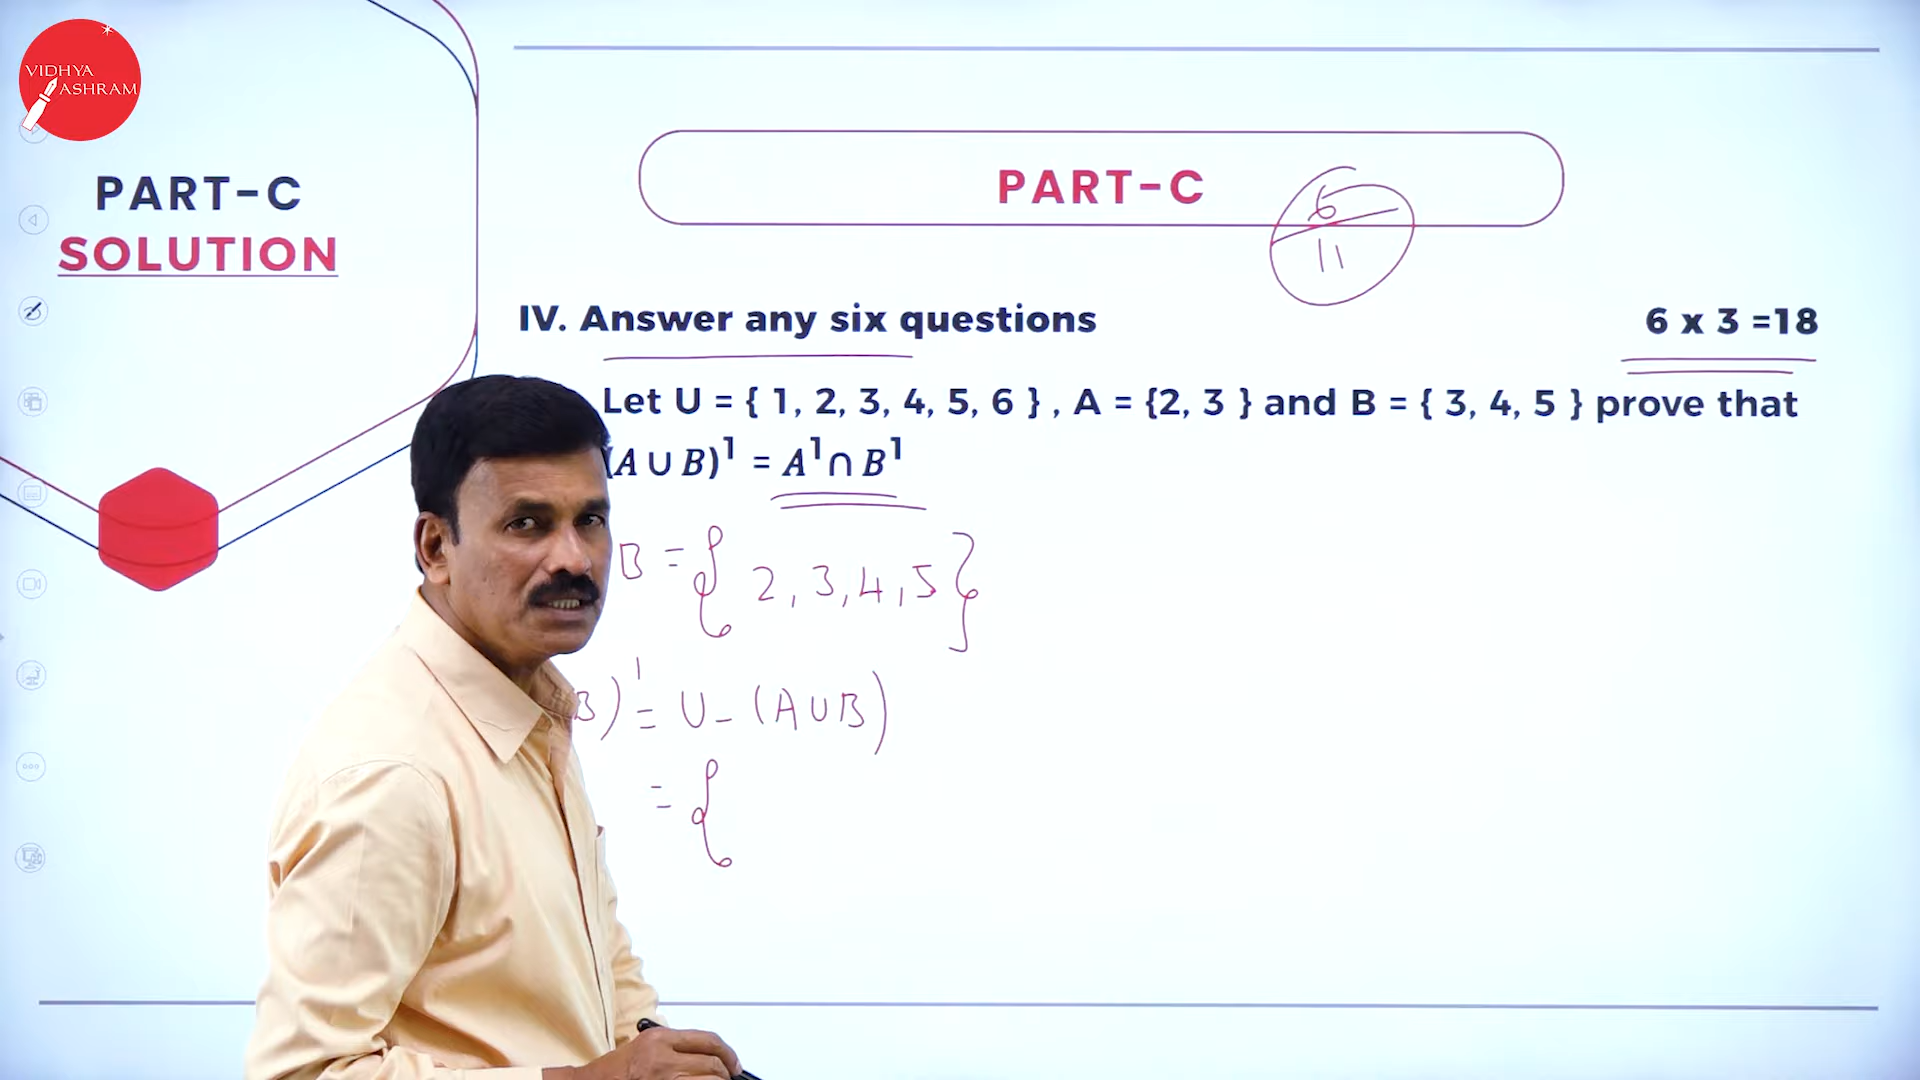 VIDHYA
ASHRAM
PART-C
SOLUTION
PART-C
6
11
IV. Answer any six questions
6 x 3 =18
Let U = { 1, 2, 3, 4, 5, 6 } , A = {2, 3 } and B = { 3, 4, 5 } prove that
(A ∪ B)¹ = A¹∩ B¹
B = { 2, 3, 4, 5 }
B)' = U - (A∪B)
= {